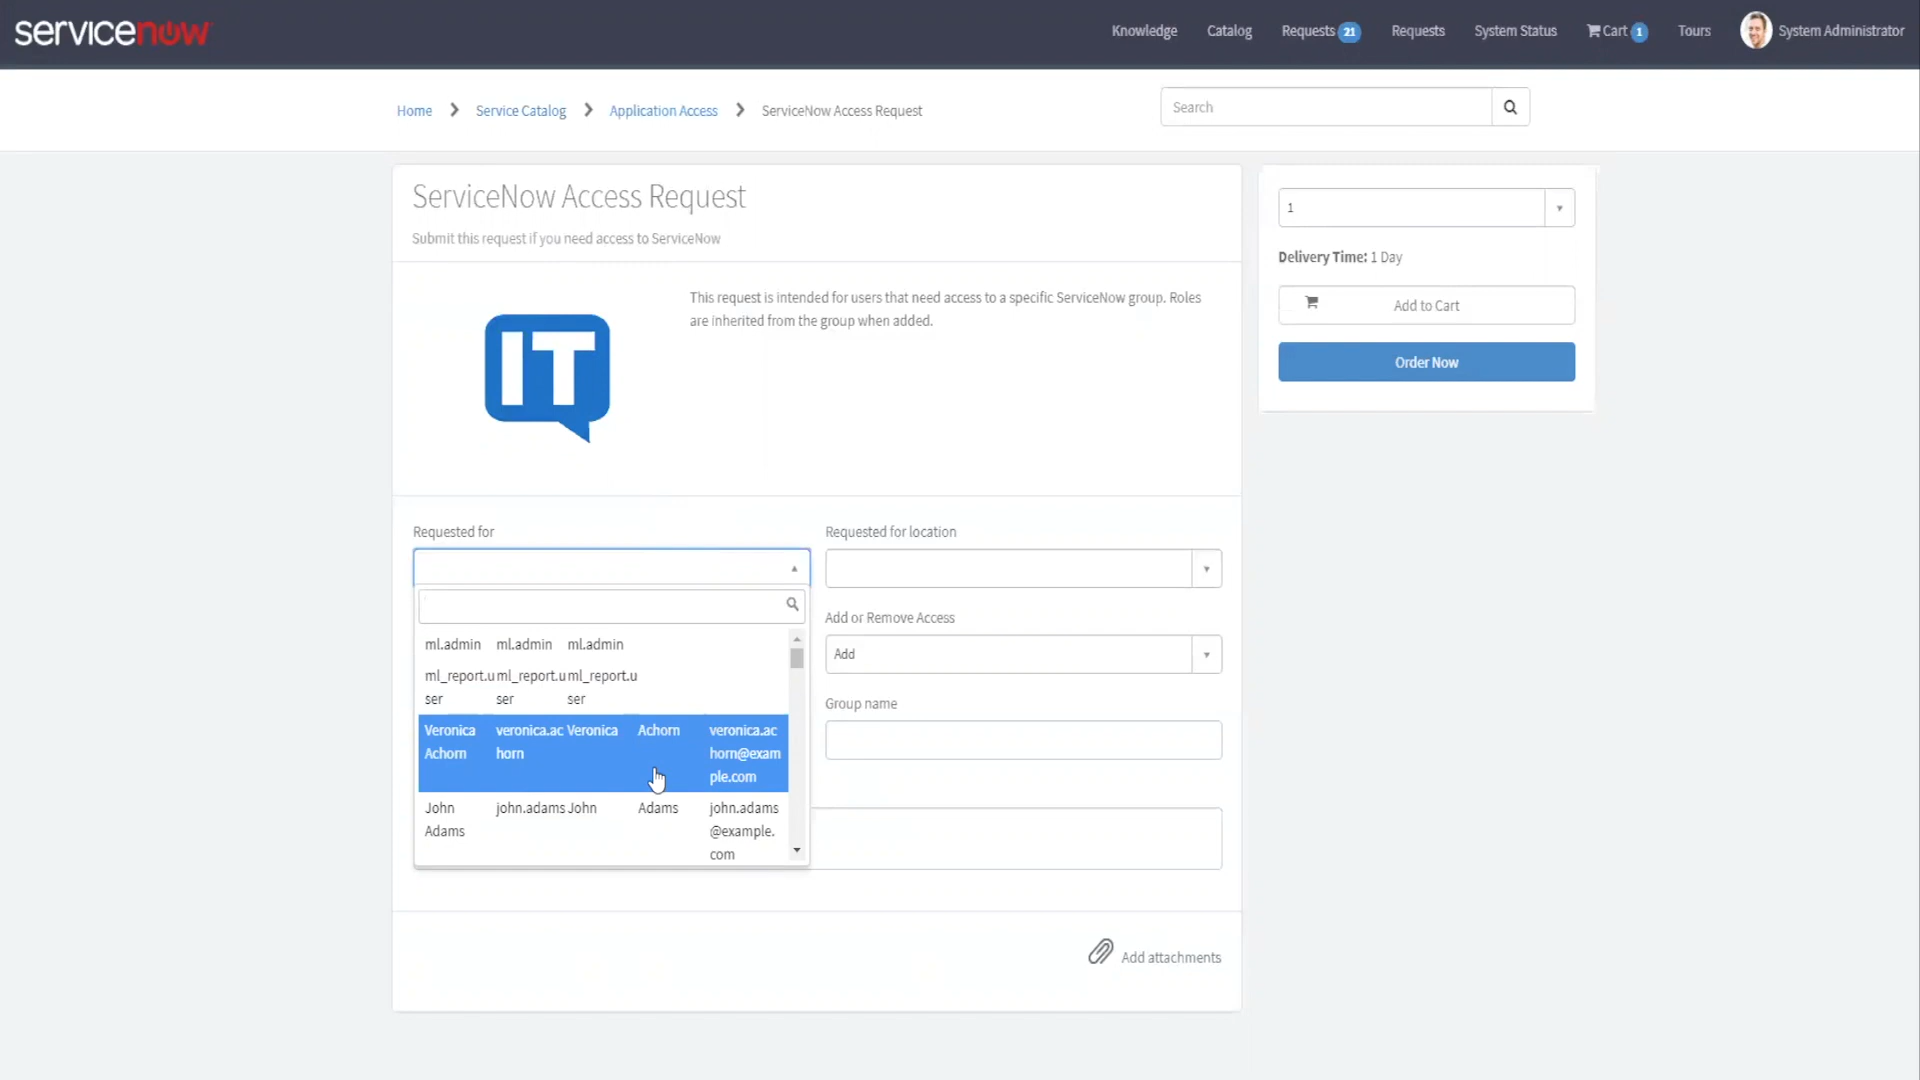 servicenow
Knowledge Catalog Requests 21 Requests System Status Cart 1 Tours System Administrator
Home Service Catalog Application Access ServiceNow Access Request
Search
ServiceNow Access Request
Submit this request if you need access to ServiceNow
This request is intended for users that need access to a specific ServiceNow group. Roles
are inherited from the group when added.
IT
1
Delivery Time: 1 Day
Add to Cart
Order Now
Requested for
ml.admin ml.admin ml.admin
ml_report.u ml_report.u ml_report.u
ser ser ser
Veronica veronica.ac Veronica Achorn veronica.ac
Achorn horn horn@exam
ple.com
John john.adams John Adams john.adams
Adams @example.
com
Requested for location
Add or Remove Access
Add
Group name
Add attachments